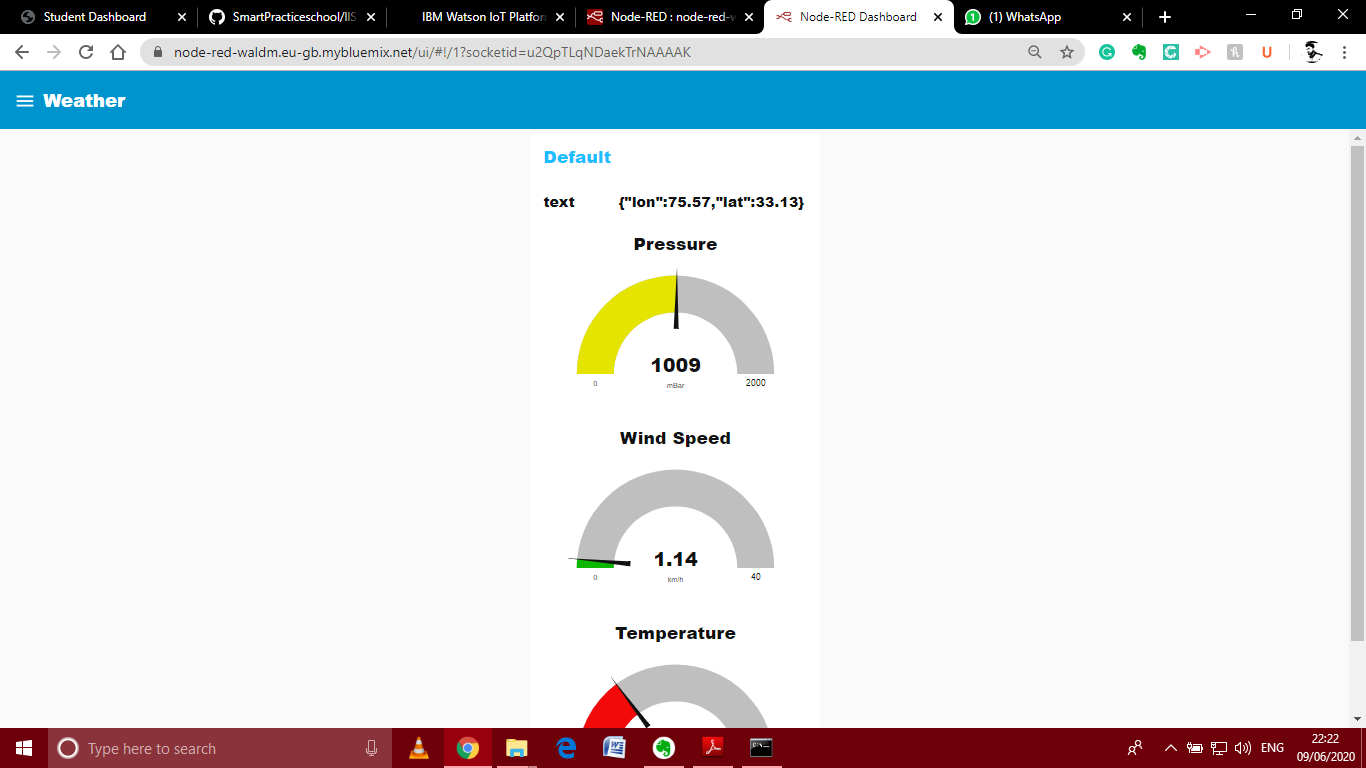 Student Dashboard
SmartPracticeschool/IIS
IBM Watson IoT Platfor
Node-RED : node-red-w
Node-RED Dashboard
(1) WhatsApp
node-red-waldm.eu-gb.mybluemix.net/ui/#!/1?socketid=u2QpTLqNDaekTrNAAAAK
Weather
Default
text {"lon":75.57,"lat":33.13}
Pressure
1009
0 mBar 2000
Wind Speed
1.14
0 km/h 40
Temperature
Type here to search
ENG
22:22
09/06/2020